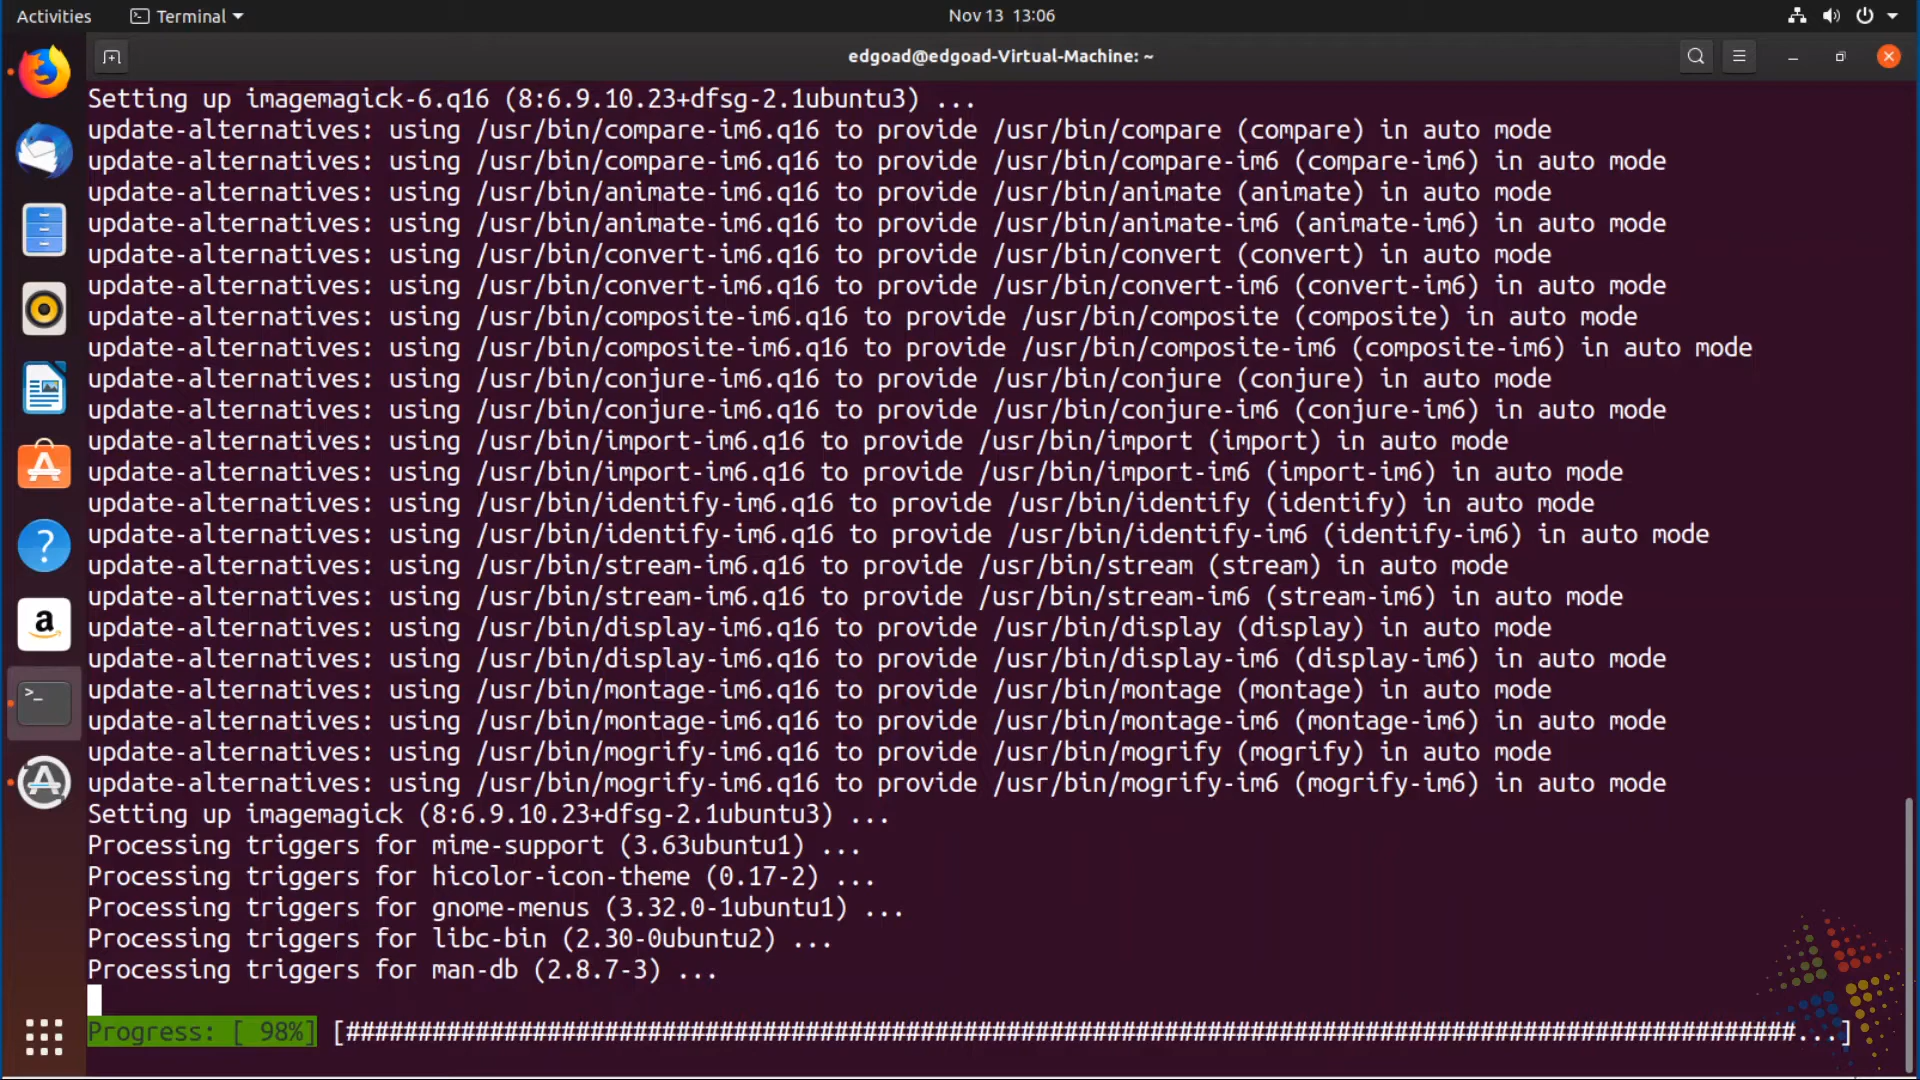 Activities Terminal Nov 13 13:06
edgoad@edgoad-Virtual-Machine: ~
Setting up imagemagick-6.q16 (8:6.9.10.23+dfsg-2.1ubuntu3) ...
update-alternatives: using /usr/bin/compare-im6.q16 to provide /usr/bin/compare (compare) in auto mode
update-alternatives: using /usr/bin/compare-im6.q16 to provide /usr/bin/compare-im6 (compare-im6) in auto mode
update-alternatives: using /usr/bin/animate-im6.q16 to provide /usr/bin/animate (animate) in auto mode
update-alternatives: using /usr/bin/animate-im6.q16 to provide /usr/bin/animate-im6 (animate-im6) in auto mode
update-alternatives: using /usr/bin/convert-im6.q16 to provide /usr/bin/convert (convert) in auto mode
update-alternatives: using /usr/bin/convert-im6.q16 to provide /usr/bin/convert-im6 (convert-im6) in auto mode
update-alternatives: using /usr/bin/composite-im6.q16 to provide /usr/bin/composite (composite) in auto mode
update-alternatives: using /usr/bin/composite-im6.q16 to provide /usr/bin/composite-im6 (composite-im6) in auto mode
update-alternatives: using /usr/bin/conjure-im6.q16 to provide /usr/bin/conjure (conjure) in auto mode
update-alternatives: using /usr/bin/conjure-im6.q16 to provide /usr/bin/conjure-im6 (conjure-im6) in auto mode
update-alternatives: using /usr/bin/import-im6.q16 to provide /usr/bin/import (import) in auto mode
update-alternatives: using /usr/bin/import-im6.q16 to provide /usr/bin/import-im6 (import-im6) in auto mode
update-alternatives: using /usr/bin/identify-im6.q16 to provide /usr/bin/identify (identify) in auto mode
update-alternatives: using /usr/bin/identify-im6.q16 to provide /usr/bin/identify-im6 (identify-im6) in auto mode
update-alternatives: using /usr/bin/stream-im6.q16 to provide /usr/bin/stream (stream) in auto mode
update-alternatives: using /usr/bin/stream-im6.q16 to provide /usr/bin/stream-im6 (stream-im6) in auto mode
update-alternatives: using /usr/bin/display-im6.q16 to provide /usr/bin/display (display) in auto mode
update-alternatives: using /usr/bin/display-im6.q16 to provide /usr/bin/display-im6 (display-im6) in auto mode
update-alternatives: using /usr/bin/montage-im6.q16 to provide /usr/bin/montage (montage) in auto mode
update-alternatives: using /usr/bin/montage-im6.q16 to provide /usr/bin/montage-im6 (montage-im6) in auto mode
update-alternatives: using /usr/bin/mogrify-im6.q16 to provide /usr/bin/mogrify (mogrify) in auto mode
update-alternatives: using /usr/bin/mogrify-im6.q16 to provide /usr/bin/mogrify-im6 (mogrify-im6) in auto mode
Setting up imagemagick (8:6.9.10.23+dfsg-2.1ubuntu3) ...
Processing triggers for mime-support (3.63ubuntu1) ...
Processing triggers for hicolor-icon-theme (0.17-2) ...
Processing triggers for gnome-menus (3.32.0-1ubuntu1) ...
Processing triggers for libc-bin (2.30-0ubuntu2) ...
Processing triggers for man-db (2.8.7-3) ...
Progress: [ 98%] [#####################################################################################################...]